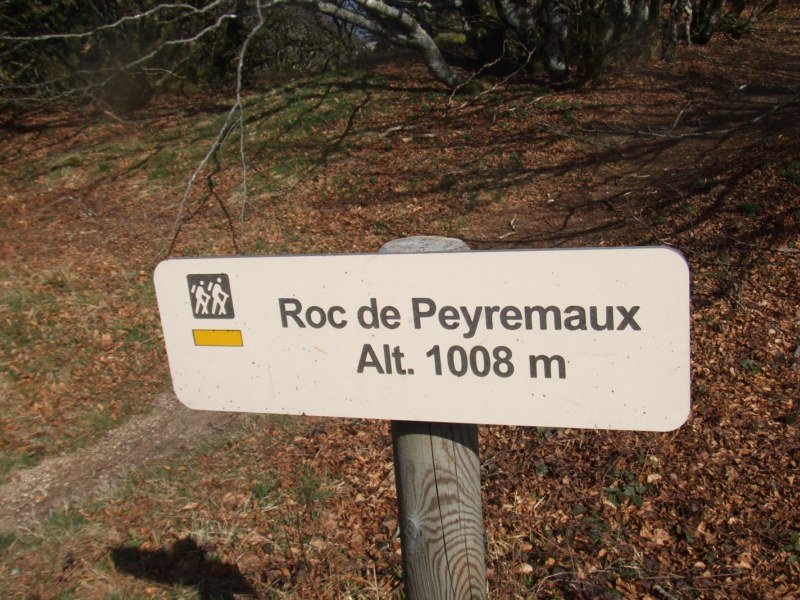 Roc de Peyremaux
Alt. 1008 m